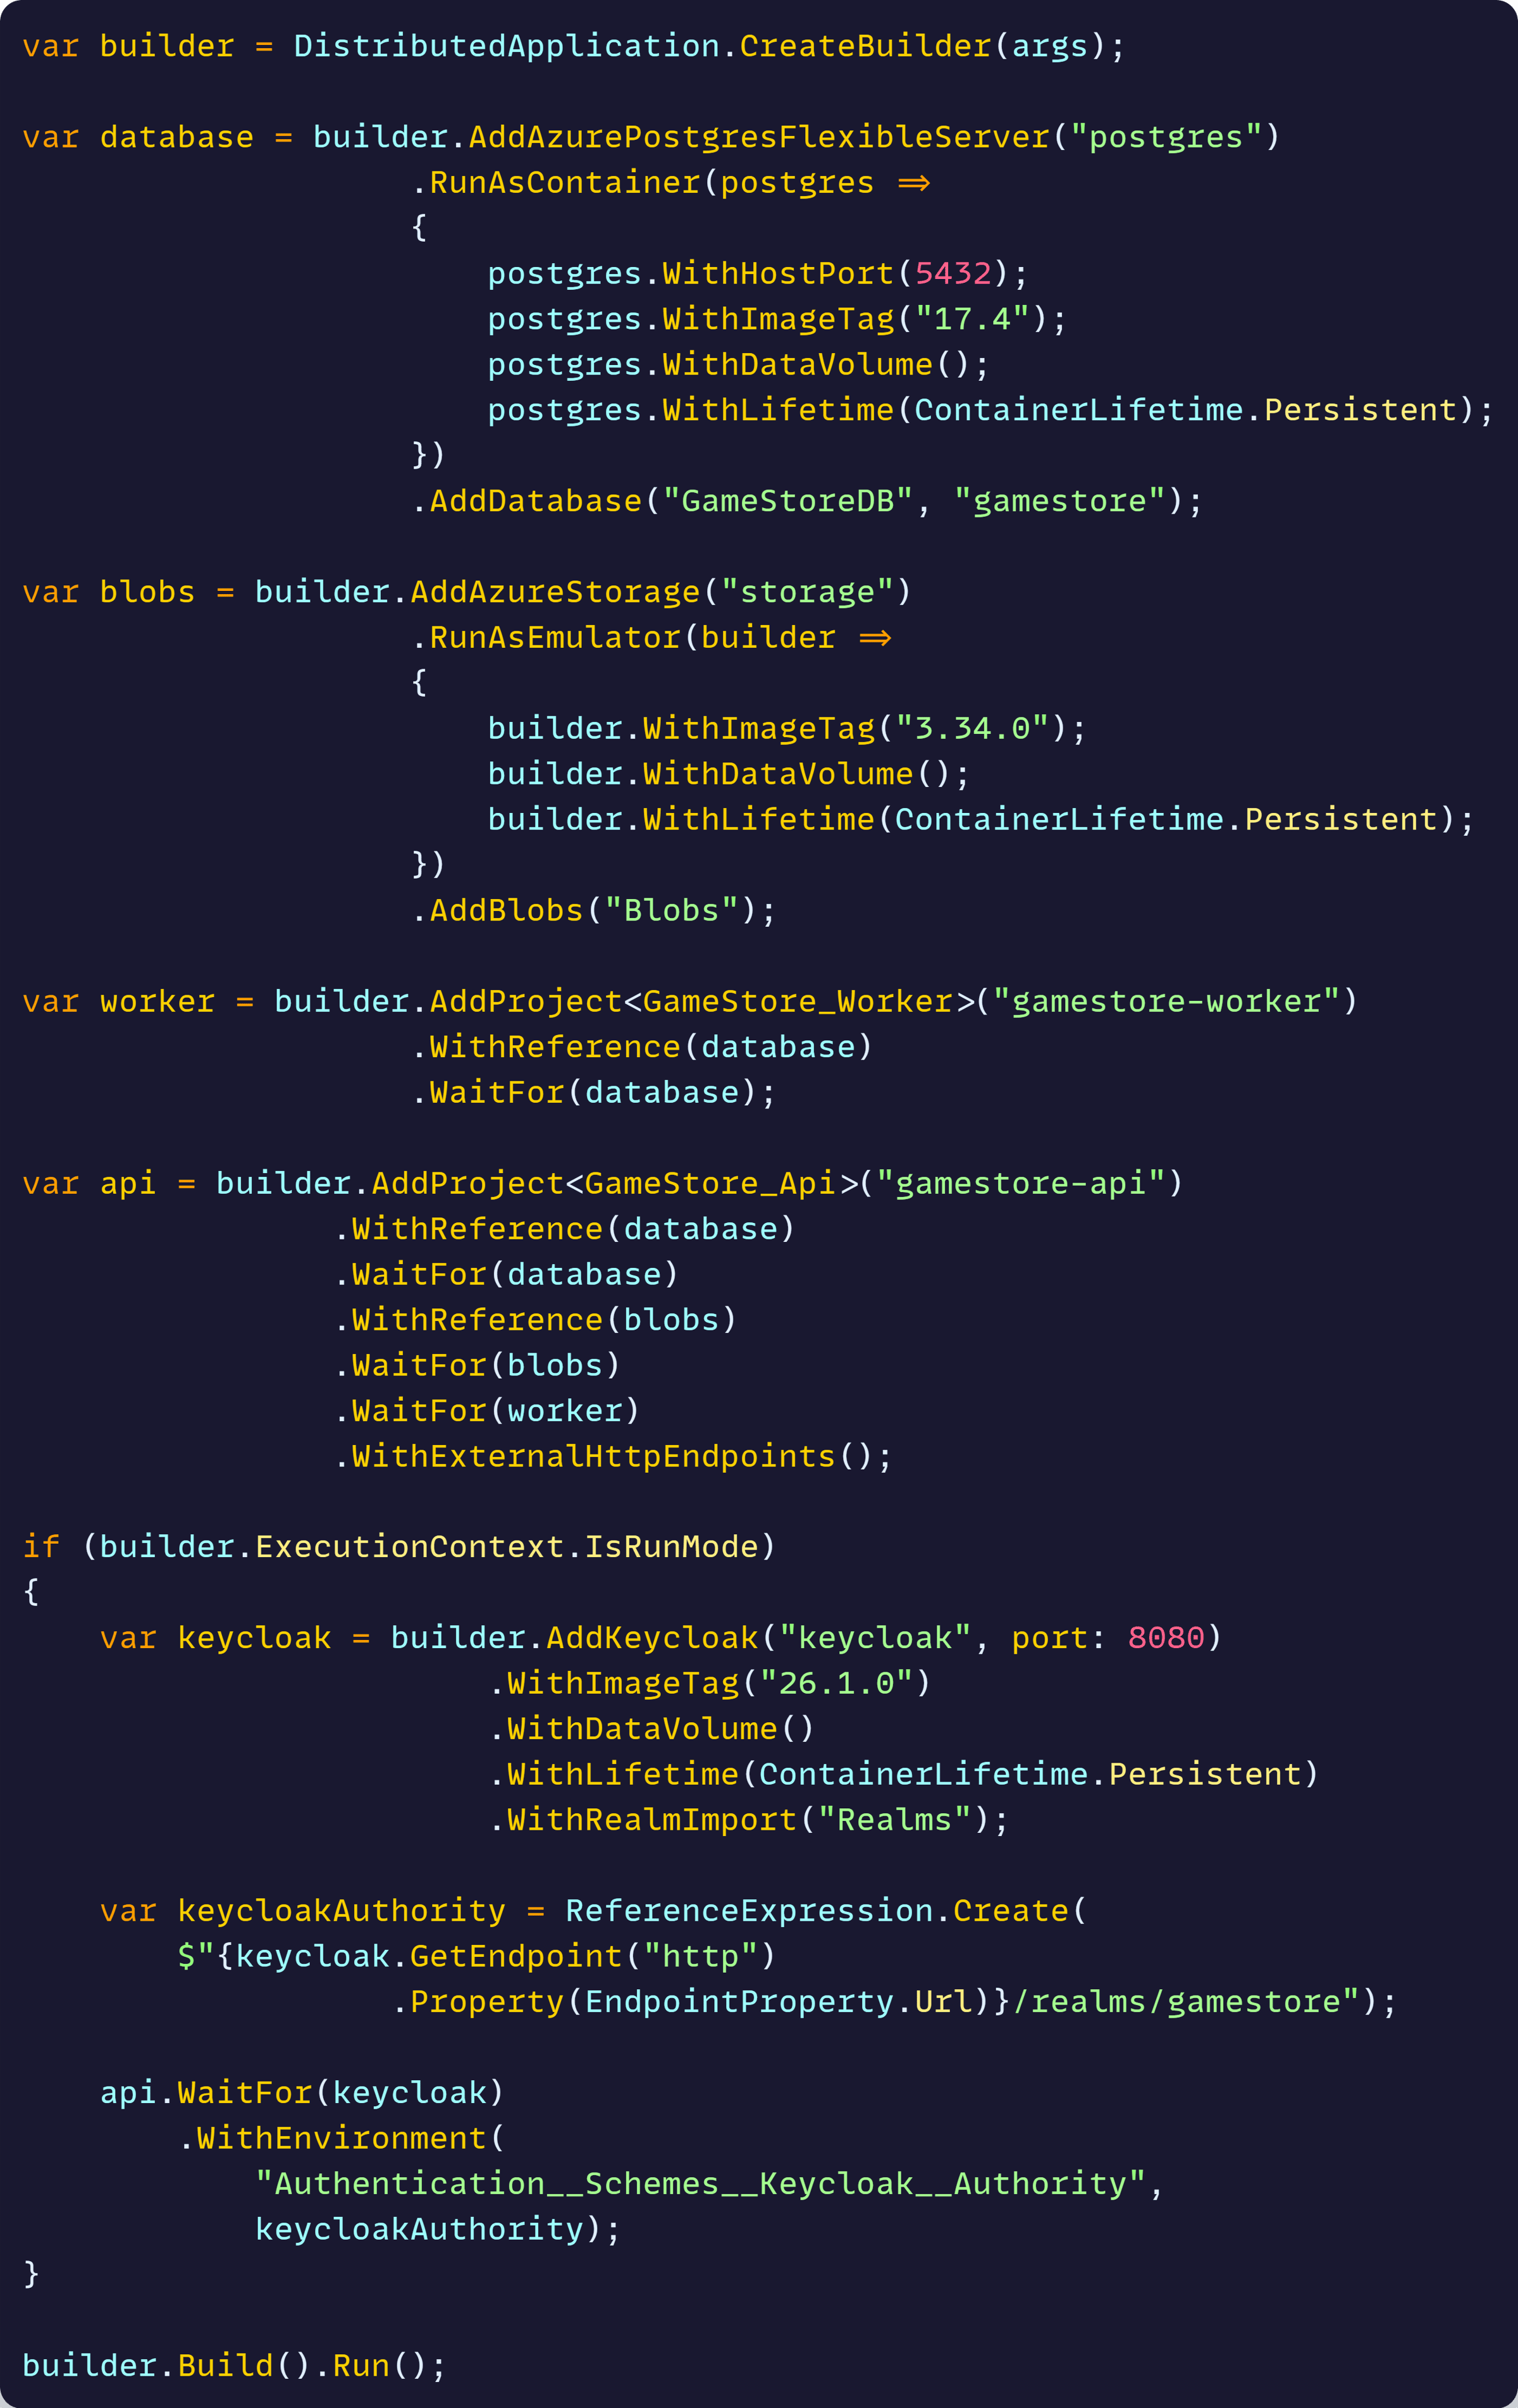 var builder = DistributedApplication.CreateBuilder(args);

var database = builder.AddAzurePostgresFlexibleServer("postgres")
                    .RunAsContainer(postgres =>
                    {
                        postgres.WithHostPort(5432);
                        postgres.WithImageTag("17.4");
                        postgres.WithDataVolume();
                        postgres.WithLifetime(ContainerLifetime.Persistent);
                    })
                    .AddDatabase("GameStoreDB", "gamestore");

var blobs = builder.AddAzureStorage("storage")
                    .RunAsEmulator(builder =>
                    {
                        builder.WithImageTag("3.34.0");
                        builder.WithDataVolume();
                        builder.WithLifetime(ContainerLifetime.Persistent);
                    })
                    .AddBlobs("Blobs");

var worker = builder.AddProject<GameStore_Worker>("gamestore-worker")
                    .WithReference(database)
                    .WaitFor(database);

var api = builder.AddProject<GameStore_Api>("gamestore-api")
                .WithReference(database)
                .WaitFor(database)
                .WithReference(blobs)
                .WaitFor(blobs)
                .WaitFor(worker)
                .WithExternalHttpEndpoints();

if (builder.ExecutionContext.IsRunMode)
{
    var keycloak = builder.AddKeycloak("keycloak", port: 8080)
                        .WithImageTag("26.1.0")
                        .WithDataVolume()
                        .WithLifetime(ContainerLifetime.Persistent)
                        .WithRealmImport("Realms");

    var keycloakAuthority = ReferenceExpression.Create(
        $"{keycloak.GetEndpoint("http")
                   .Property(EndpointProperty.Url)}/realms/gamestore");

    api.WaitFor(keycloak)
        .WithEnvironment(
            "Authentication__Schemes__Keycloak__Authority",
            keycloakAuthority);
}

builder.Build().Run();